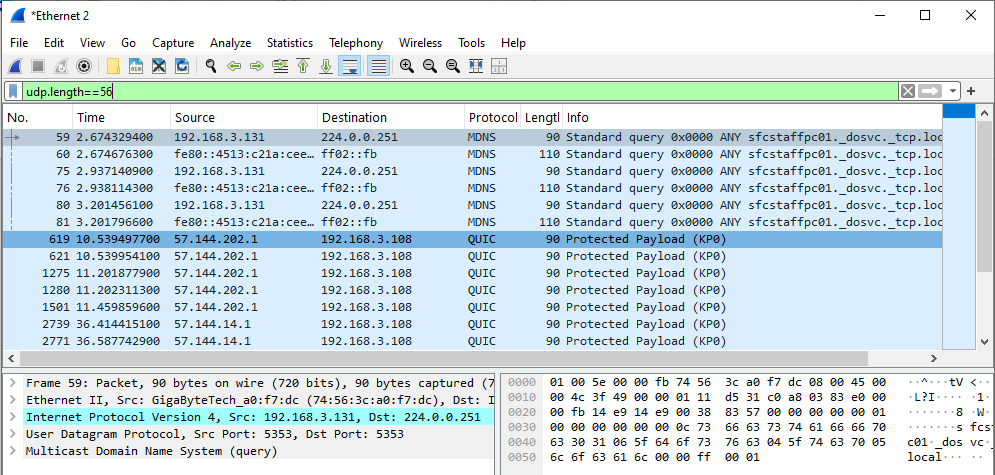 *Ethernet 2
File Edit View Go Capture Analyze Statistics Telephony Wireless Tools Help
udp.length==56
No. Time Source Destination Protocol Lengtl Info
59 2.674329400 192.168.3.131 224.0.0.251 MDNS 90 Standard query 0x0000 ANY sfcstaffpc01._dosvc._tcp.loc
60 2.674676300 fe80::4513:c21a:cee… ff02::fb MDNS 110 Standard query 0x0000 ANY sfcstaffpc01._dosvc._tcp.loc
75 2.937140900 192.168.3.131 224.0.0.251 MDNS 90 Standard query 0x0000 ANY sfcstaffpc01._dosvc._tcp.loc
76 2.938114300 fe80::4513:c21a:cee… ff02::fb MDNS 110 Standard query 0x0000 ANY sfcstaffpc01._dosvc._tcp.loc
80 3.201456100 192.168.3.131 224.0.0.251 MDNS 90 Standard query 0x0000 ANY sfcstaffpc01._dosvc._tcp.loc
81 3.201796600 fe80::4513:c21a:cee… ff02::fb MDNS 110 Standard query 0x0000 ANY sfcstaffpc01._dosvc._tcp.loc
619 10.539497700 57.144.202.1 192.168.3.108 QUIC 90 Protected Payload (KP0)
621 10.539954100 57.144.202.1 192.168.3.108 QUIC 90 Protected Payload (KP0)
1275 11.201877900 57.144.202.1 192.168.3.108 QUIC 90 Protected Payload (KP0)
1280 11.202311300 57.144.202.1 192.168.3.108 QUIC 90 Protected Payload (KP0)
1501 11.459859600 57.144.202.1 192.168.3.108 QUIC 90 Protected Payload (KP0)
2739 36.414415100 57.144.14.1 192.168.3.108 QUIC 90 Protected Payload (KP0)
2771 36.587742900 57.144.14.1 192.168.3.108 QUIC 90 Protected Payload (KP0)
Frame 59: Packet, 90 bytes on wire (720 bits), 90 bytes captured (7
Ethernet II, Src: GigaByteTech_a0:f7:dc (74:56:3c:a0:f7:dc), Dst: I
Internet Protocol Version 4, Src: 192.168.3.131, Dst: 224.0.0.251
User Datagram Protocol, Src Port: 5353, Dst Port: 5353
Multicast Domain Name System (query)
0000 01 00 5e 00 00 fb 74 56 3c a0 f7 dc 08 00 45 00 ··^···tV <·
0010 00 4c 3f 49 00 00 01 11 d5 31 c0 a8 03 83 e0 00 ·L?I···· ·1
0020 00 fb 14 e9 14 e9 00 38 83 57 00 00 00 00 00 01 ·······8 ·W
0030 00 00 00 00 00 00 0c 73 66 63 73 74 61 66 66 70 ·······s fcst
0040 63 30 31 06 5f 64 6f 73 76 63 04 5f 74 63 70 05 c01·_dos vc·_
0050 6c 6f 63 61 6c 00 00 ff 00 01 local··· ··